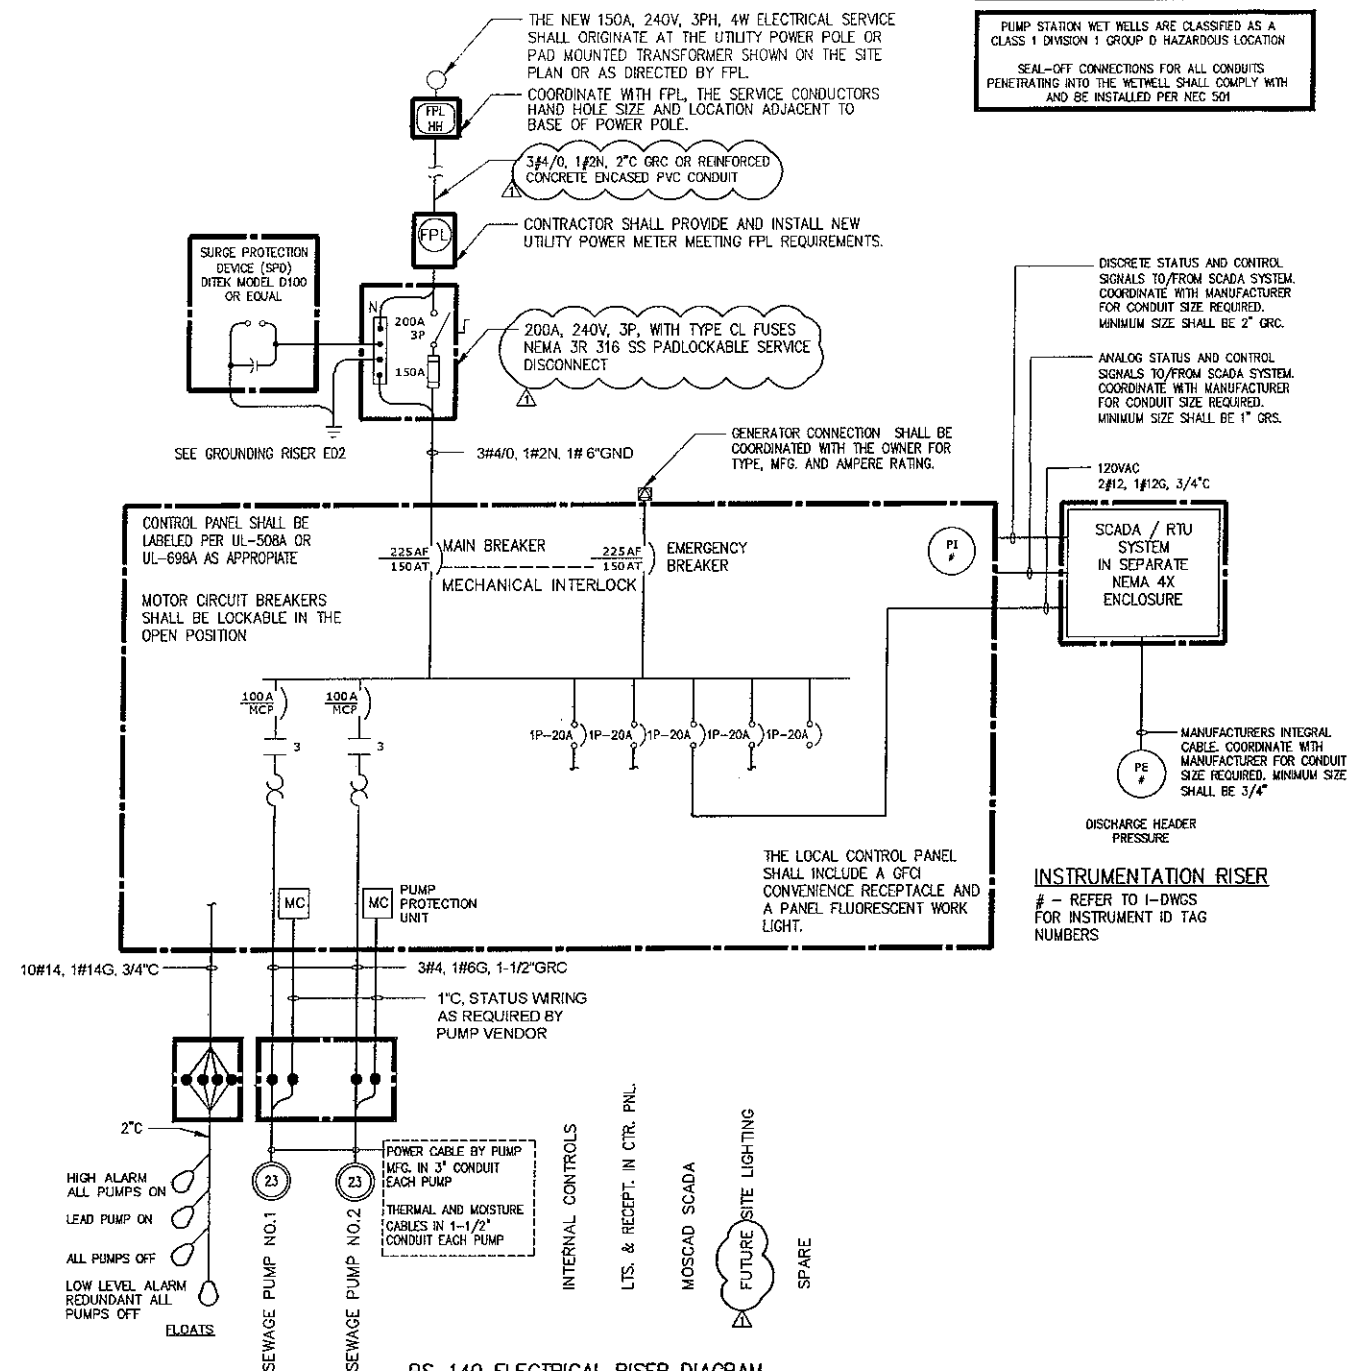 THE NEW 150A, 240V, 3PH, 4W ELECTRICAL SERVICE
SHALL ORIGINATE AT THE UTILITY POWER POLE OR
PAD MOUNTED TRANSFORMER SHOWN ON THE SITE
PLAN OR AS DIRECTED BY FPL.
PUMP STATION WET WELLS ARE CLASSIFIED AS A
CLASS 1 DIVISION 1 GROUP D HAZARDOUS LOCATION
SEAL-OFF CONNECTIONS FOR ALL CONDUITS
PENETRATING INTO THE WETWELL SHALL COMPLY WITH
AND BE INSTALLED PER NEC 501
FPL
HH
COORDINATE WITH FPL, THE SERVICE CONDUCTORS
HAND HOLE SIZE AND LOCATION ADJACENT TO
BASE OF POWER POLE.
3#4/0, 1#2N, 2"C GRC OR REINFORCED
CONCRETE ENCASED PVC CONDUIT
1
FPL
CONTRACTOR SHALL PROVIDE AND INSTALL NEW
UTILITY POWER METER MEETING FPL REQUIREMENTS.
SURGE PROTECTION
DEVICE (SPD)
DITEK MODEL D100
OR EQUAL
N
200A
3P
150A
200A, 240V, 3P, WITH TYPE CL FUSES
NEMA 3R 316 SS PADLOCKABLE SERVICE
DISCONNECT
1
DISCRETE STATUS AND CONTROL
SIGNALS TO/FROM SCADA SYSTEM.
COORDINATE WITH MANUFACTURER
FOR CONDUIT SIZE REQUIRED.
MINIMUM SIZE SHALL BE 2" GRC.
ANALOG STATUS AND CONTROL
SIGNALS TO/FROM SCADA SYSTEM.
COORDINATE WITH MANUFACTURER
FOR CONDUIT SIZE REQUIRED.
MINIMUM SIZE SHALL BE 1" GRS.
SEE GROUNDING RISER E02
3#4/0, 1#2N, 1# 6"GND
GENERATOR CONNECTION SHALL BE
COORDINATED WITH THE OWNER FOR
TYPE, MFG. AND AMPERE RATING.
120VAC
2#12, 1#12G, 3/4"C
CONTROL PANEL SHALL BE
LABELED PER UL-508A OR
UL-698A AS APPROPIATE
MOTOR CIRCUIT BREAKERS
SHALL BE LOCKABLE IN THE
OPEN POSITION
225AF
150AT
MAIN BREAKER
MECHANICAL INTERLOCK
225AF
150AT
EMERGENCY
BREAKER
PI
#
SCADA / RTU
SYSTEM
IN SEPARATE
NEMA 4X
ENCLOSURE
100A
MCP
100A
MCP
3
3
1P-20A
1P-20A
1P-20A
1P-20A
1P-20A
PE
#
MANUFACTURERS INTEGRAL
CABLE. COORDINATE WITH
MANUFACTURER FOR CONDUIT
SIZE REQUIRED. MINIMUM SIZE
SHALL BE 3/4"
DISCHARGE HEADER
PRESSURE
THE LOCAL CONTROL PANEL
SHALL INCLUDE A GFCI
CONVENIENCE RECEPTACLE AND
A PANEL FLUORESCENT WORK
LIGHT.
INSTRUMENTATION RISER
# - REFER TO I-DWGS
FOR INSTRUMENT ID TAG
NUMBERS
MC
MC
PUMP
PROTECTION
UNIT
10#14, 1#14G, 3/4"C
3#4, 1#6G, 1-1/2"GRC
1"C, STATUS WIRING
AS REQUIRED BY
PUMP VENDOR
2"C
HIGH ALARM
ALL PUMPS ON
LEAD PUMP ON
ALL PUMPS OFF
LOW LEVEL ALARM
REDUNDANT ALL
PUMPS OFF
FLOATS
23
23
POWER CABLE BY PUMP
MFG. IN 3" CONDUIT
EACH PUMP
THERMAL AND MOISTURE
CABLES IN 1-1/2"
CONDUIT EACH PUMP
SEWAGE PUMP NO.1
SEWAGE PUMP NO.2
INTERNAL CONTROLS
LTS. & RECEPT. IN CTR. PNL.
MOSCAD SCADA
FUTURE SITE LIGHTING
1
SPARE
PS 140 ELECTRICAL RISER DIAGRAM